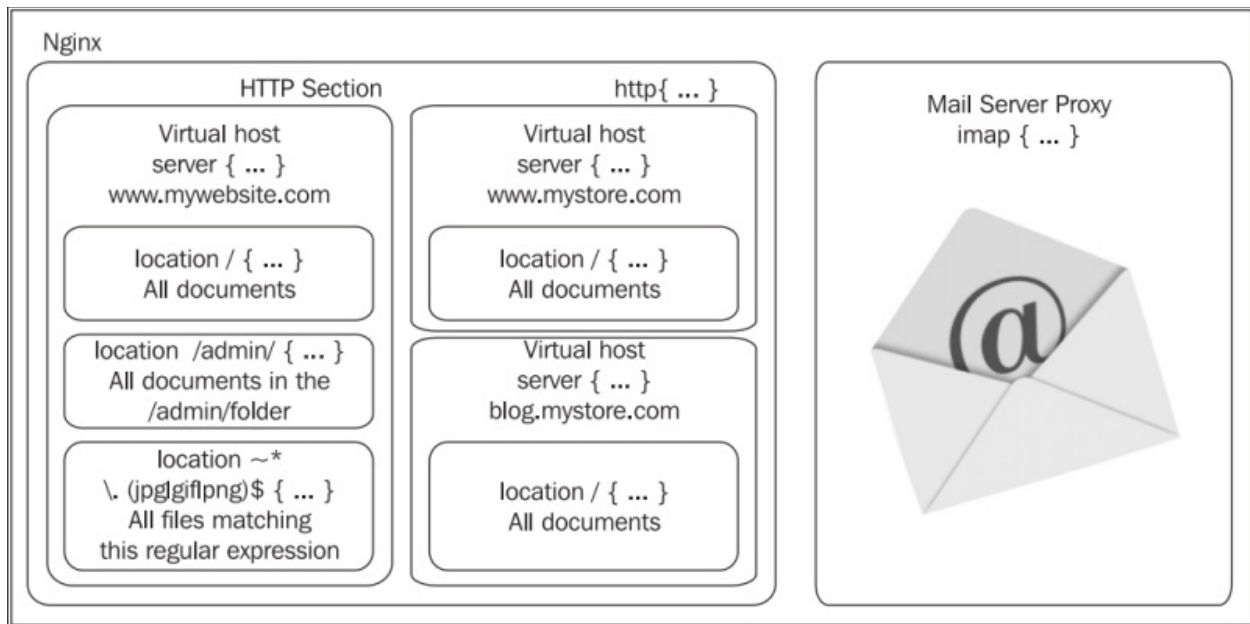 Nginx
HTTP Section
http{ ... }
Virtual host
server { ... }
www.mywebsite.com
location / { ... }
All documents
location /admin/ { ... }
All documents in the
/admin/folder
location ~*
\. (jpg|gif|png)$ { ... }
All files matching
this regular expression
Virtual host
server { ... }
www.mystore.com
location / { ... }
All documents
Virtual host
server { ... }
blog.mystore.com
location / { ... }
All documents
Mail Server Proxy
imap { ... }
@